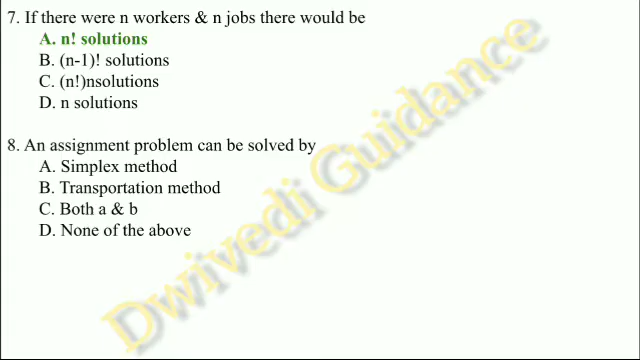 7. If there were n workers & n jobs there would be
A. n! solutions
B. (n-1)! solutions
C. (n!)nsolutions
D. n solutions
8. An assignment problem can be solved by
A. Simplex method
B. Transportation method
C. Both a & b
D. None of the above
Dwivedi Guidance